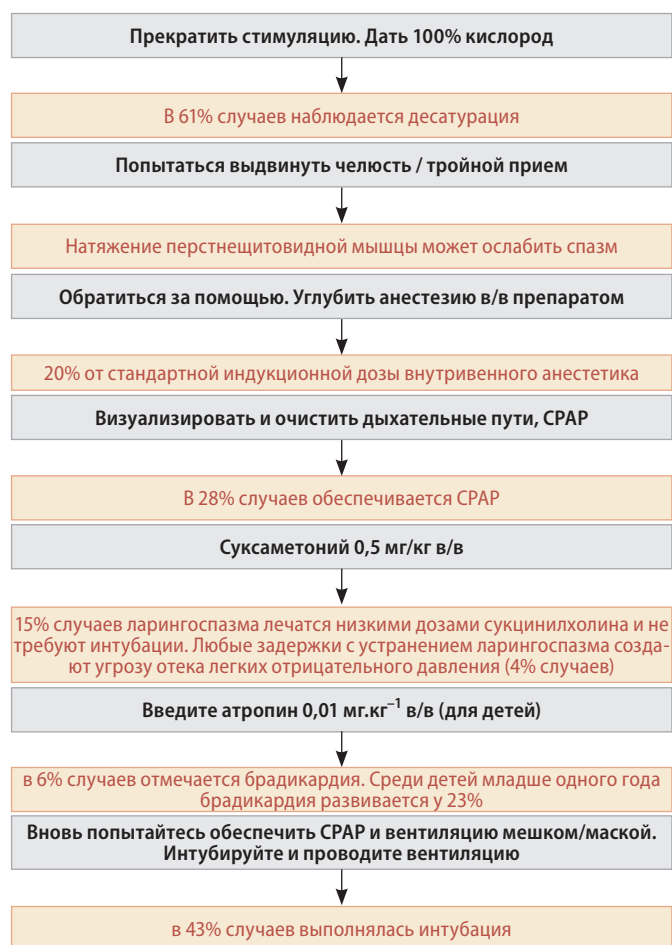 Прекратить стимуляцию. Дать 100% кислород
В 61% случаев наблюдается десатурация
Попытаться выдвинуть челюсть / тройной прием
Натяжение перстнещитовидной мышцы может ослабить спазм
Обратиться за помощью. Углубить анестезию в/в препаратом
20% от стандартной индукционной дозы внутривенного анестетика
Визуализировать и очистить дыхательные пути, CPAP
В 28% случаев обеспечивается CPAP
Суксаметоний 0,5 мг/кг в/в
15% случаев ларингоспазма лечатся низкими дозами сукцинилхолина и не
требуют интубации. Любые задержки с устранением ларингоспазма созда-
ют угрозу отека легких отрицательного давления (4% случаев)
Введите атропин 0,01 мг.кг⁻¹ в/в (для детей)
в 6% случаев отмечается брадикардия. Среди детей младше одного года
брадикардия развивается у 23%
Вновь попытайтесь обеспечить CPAP и вентиляцию мешком/маской.
Интубируйте и проводите вентиляцию
в 43% случаев выполнялась интубация